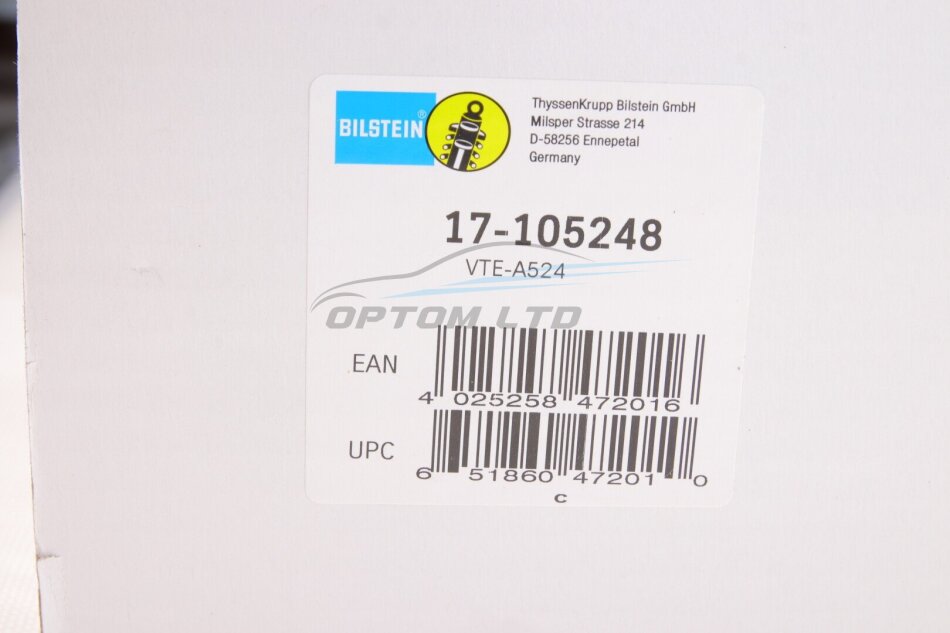 BILSTEIN®
ThyssenKrupp Bilstein GmbH
Milsper Strasse 214
D-58256 Ennepetal
Germany
17-105248
VTE-A524
OPTOM LTD
EAN
4 025258 472016
UPC
6 51860 47201 0
c